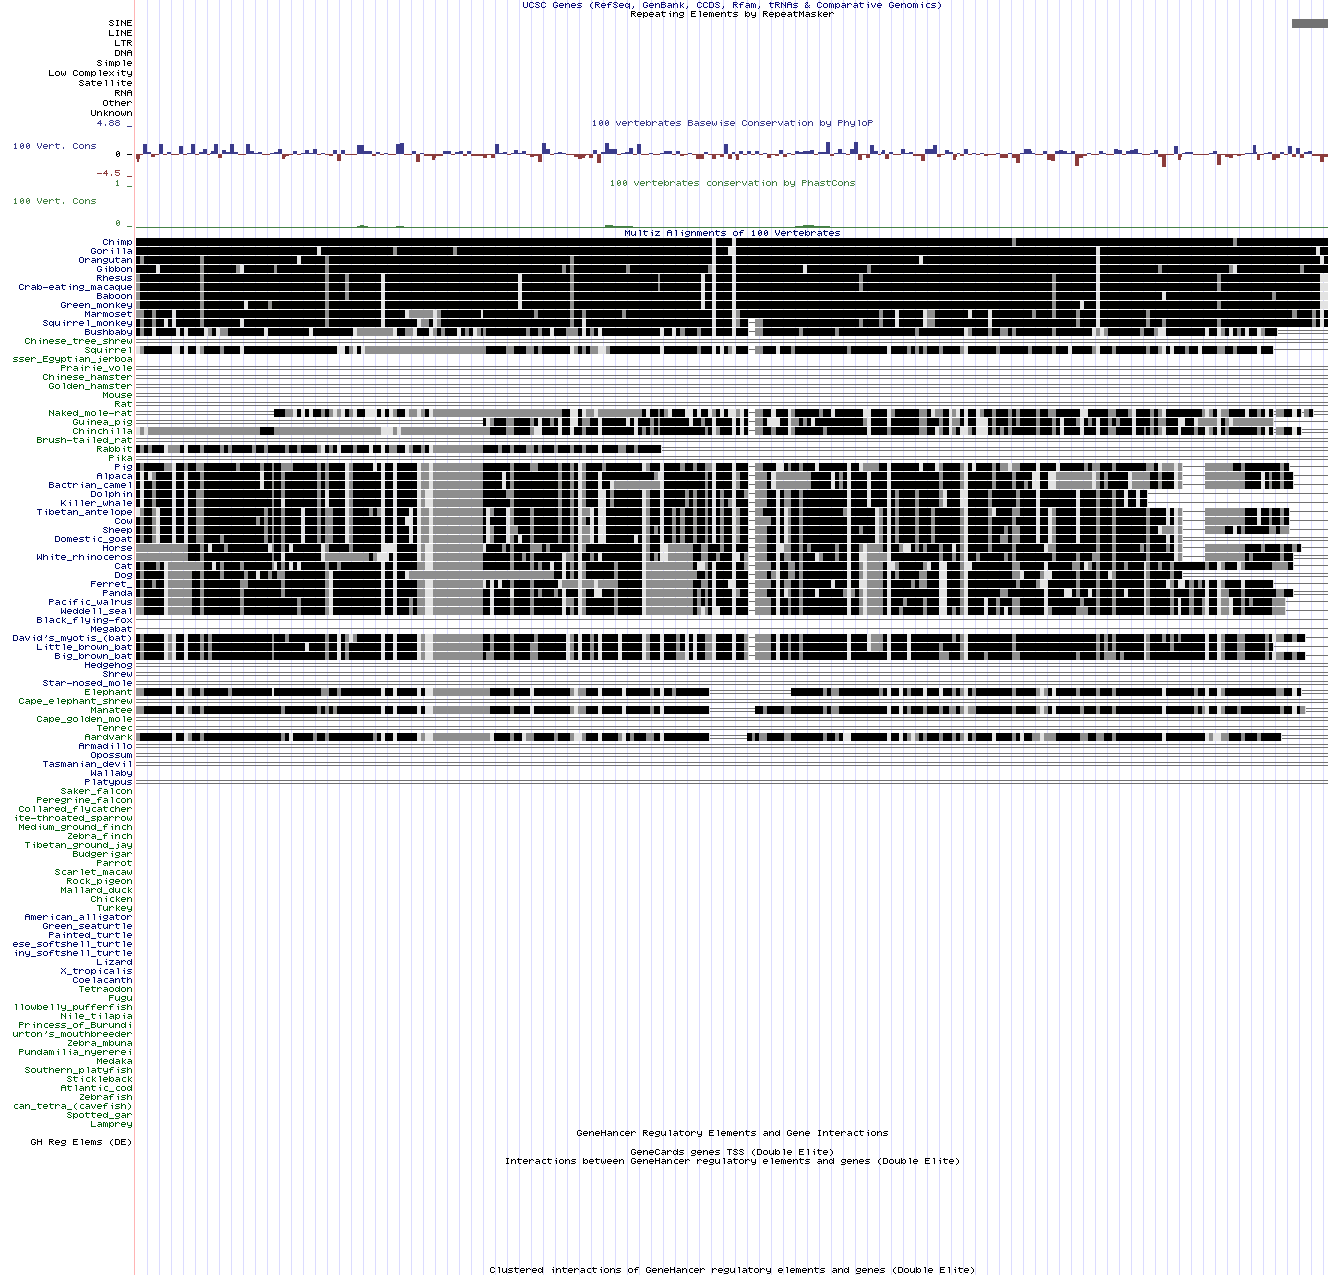 UCSC Genes (RefSeq, GenBank, CCDS, Rfam, tRNAs & Comparative Genomics)
Repeating Elements by RepeatMasker
SINE
LINE
LTR
DNA
Simple
Low Complexity
Satellite
RNA
Other
Unknown
4.88 _
100 vertebrates Basewise Conservation by PhyloP
100 Vert. Cons
0 _
-4.5 _
1 _
100 vertebrates conservation by PhastCons
100 Vert. Cons
0 _
Multiz Alignments of 100 Vertebrates
Chimp
Gorilla
Orangutan
Gibbon
Rhesus
Crab-eating_macaque
Baboon
Green_monkey
Marmoset
Squirrel_monkey
Bushbaby
Chinese_tree_shrew
Squirrel
sser_Egyptian_jerboa
Prairie_vole
Chinese_hamster
Golden_hamster
Mouse
Rat
Naked_mole-rat
Guinea_pig
Chinchilla
Brush-tailed_rat
Rabbit
Pika
Pig
Alpaca
Bactrian_camel
Dolphin
Killer_whale
Tibetan_antelope
Cow
Sheep
Domestic_goat
Horse
White_rhinoceros
Cat
Dog
Ferret_
Panda
Pacific_walrus
Weddell_seal
Black_flying-fox
Megabat
David's_myotis_(bat)
Little_brown_bat
Big_brown_bat
Hedgehog
Shrew
Star-nosed_mole
Elephant
Cape_elephant_shrew
Manatee
Cape_golden_mole
Tenrec
Aardvark
Armadillo
Opossum
Tasmanian_devil
Wallaby
Platypus
Saker_falcon
Peregrine_falcon
Collared_flycatcher
ite-throated_sparrow
Medium_ground_finch
Zebra_finch
Tibetan_ground_jay
Budgerigar
Parrot
Scarlet_macaw
Rock_pigeon
Mallard_duck
Chicken
Turkey
American_alligator
Green_seaturtle
Painted_turtle
ese_softshell_turtle
iny_softshell_turtle
Lizard
X_tropicalis
Coelacanth
Tetraodon
Fugu
llowbelly_pufferfish
Nile_tilapia
Princess_of_Burundi
urton's_mouthbreeder
Zebra_mbuna
Pundamilia_nyererei
Medaka
Southern_platyfish
Stickleback
Atlantic_cod
Zebrafish
can_tetra_(cavefish)
Spotted_gar
Lamprey
GeneHancer Regulatory Elements and Gene Interactions
GH Reg Elems (DE)
GeneCards genes TSS (Double Elite)
Interactions between GeneHancer regulatory elements and genes (Double Elite)
Clustered interactions of GeneHancer regulatory elements and genes (Double Elite)